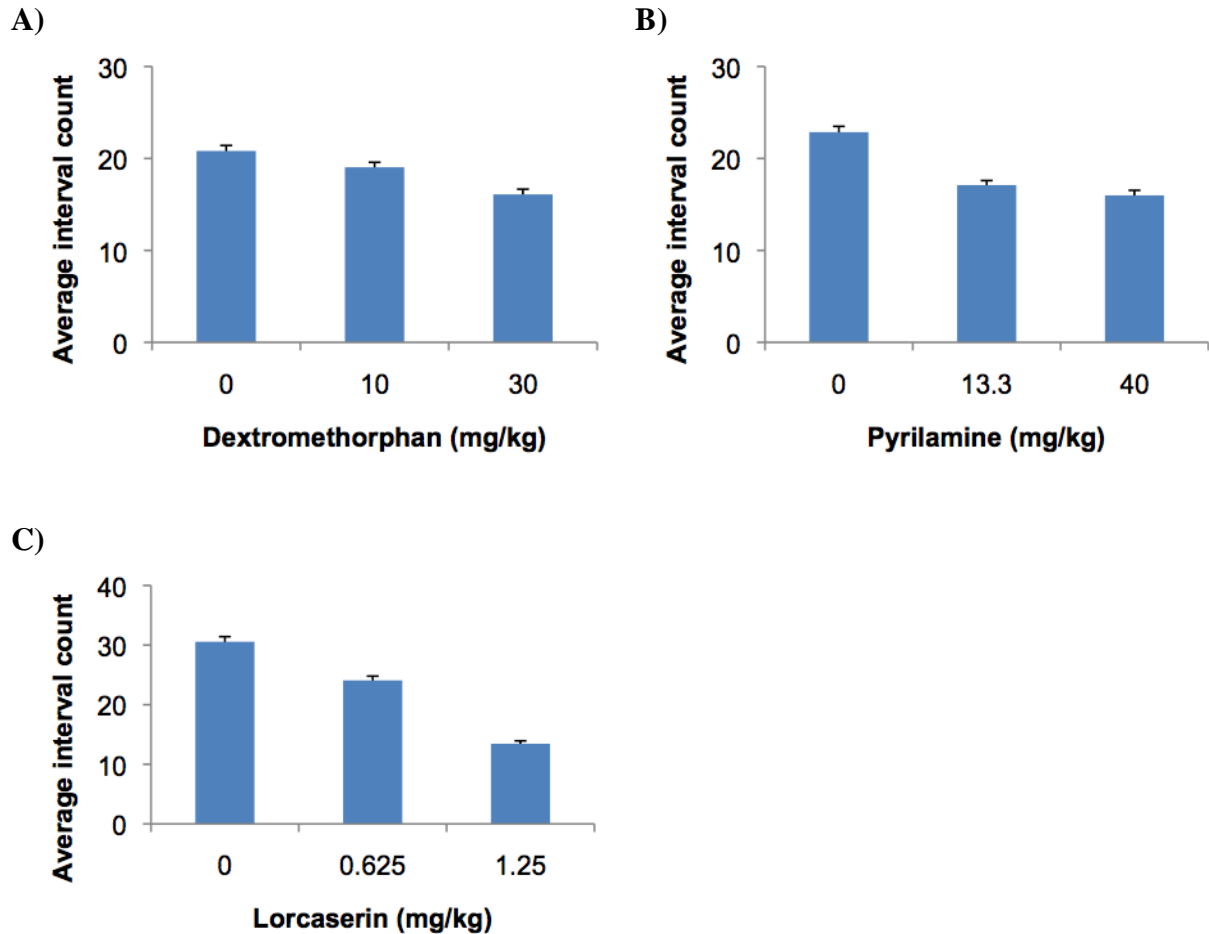 A)
Average interval count
30
20
10
0
0 10 30
Dextromethorphan (mg/kg)
B)
Average interval count
30
20
10
0
0 13.3 40
Pyrilamine (mg/kg)
C)
Average interval count
40
30
20
10
0
0 0.625 1.25
Lorcaserin (mg/kg)